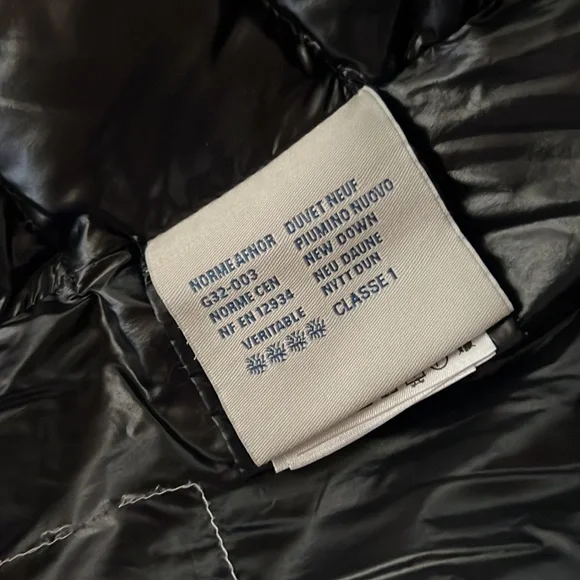 NORME AFNOR
G32-003
NORME CEN
NF EN 12934
VERITABLE
DUVET NEUF
PIUMINO NUOVO
NEW DOWN
NEU DAUNE
NYTT DUN
CLASSE 1